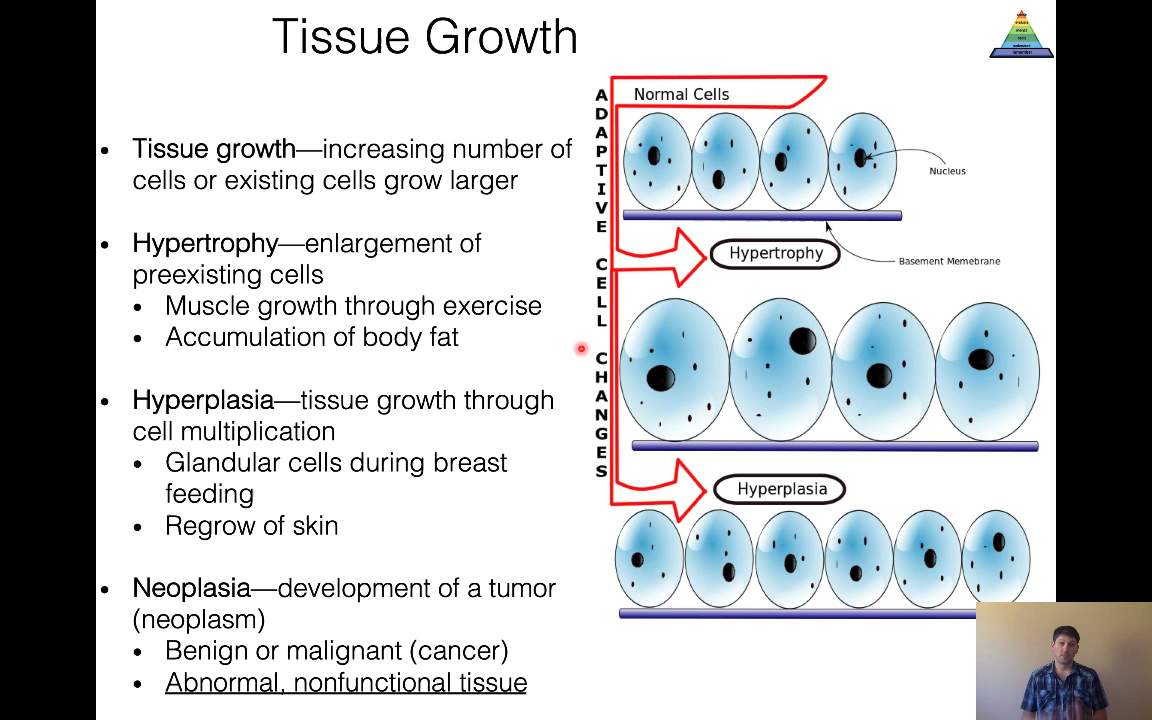 Tissue Growth
• Tissue growth—increasing number of
cells or existing cells grow larger
• Hypertrophy—enlargement of
preexisting cells
• Muscle growth through exercise
• Accumulation of body fat
• Hyperplasia—tissue growth through
cell multiplication
• Glandular cells during breast
feeding
• Regrow of skin
• Neoplasia—development of a tumor
(neoplasm)
• Benign or malignant (cancer)
• Abnormal, nonfunctional tissue
ADAPTIVE CELL CHANGES
Normal Cells
Nucleus
Basement Memebrane
Hypertrophy
Hyperplasia